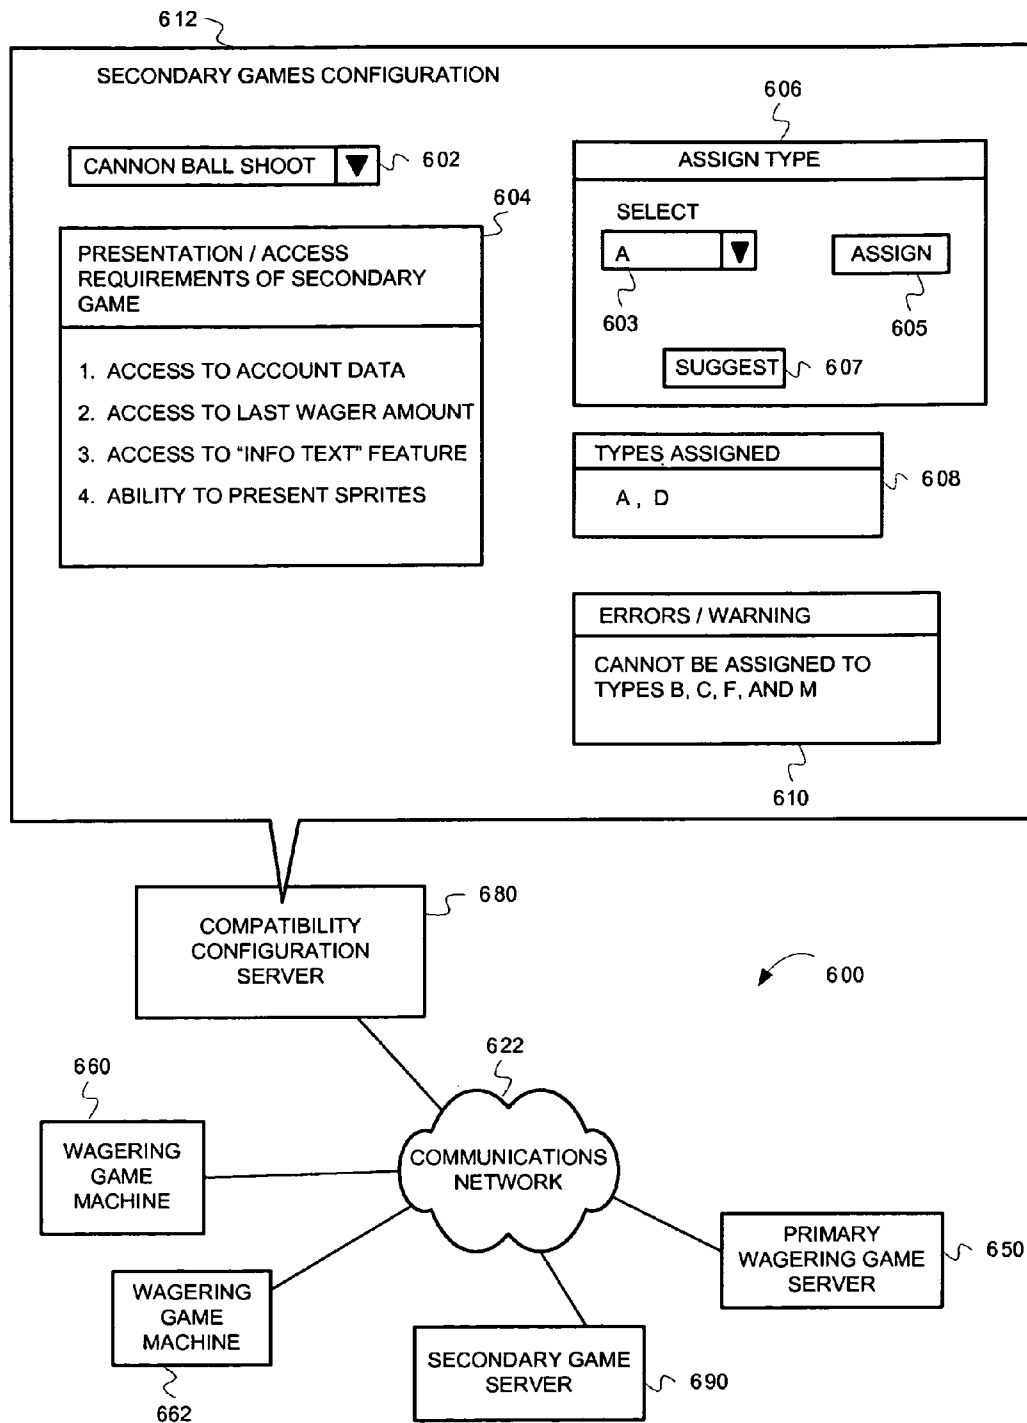 612
SECONDARY GAMES CONFIGURATION
CANNON BALL SHOOT
602
604
PRESENTATION / ACCESS
REQUIREMENTS OF SECONDARY
GAME
1. ACCESS TO ACCOUNT DATA
2. ACCESS TO LAST WAGER AMOUNT
3. ACCESS TO "INFO TEXT" FEATURE
4. ABILITY TO PRESENT SPRITES
606
ASSIGN TYPE
SELECT
A
603
ASSIGN
605
SUGGEST
607
TYPES ASSIGNED
A, D
608
ERRORS / WARNING
CANNOT BE ASSIGNED TO
TYPES B, C, F, AND M
610
COMPATIBILITY
CONFIGURATION
SERVER
680
600
622
COMMUNICATIONS
NETWORK
660
WAGERING
GAME
MACHINE
WAGERING
GAME
MACHINE
662
SECONDARY GAME
SERVER
690
PRIMARY
WAGERING GAME
SERVER
650